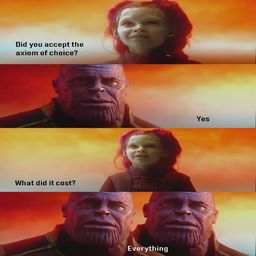 Did you accept the
axiom of choice?
Yes
What did it cost?
Everything